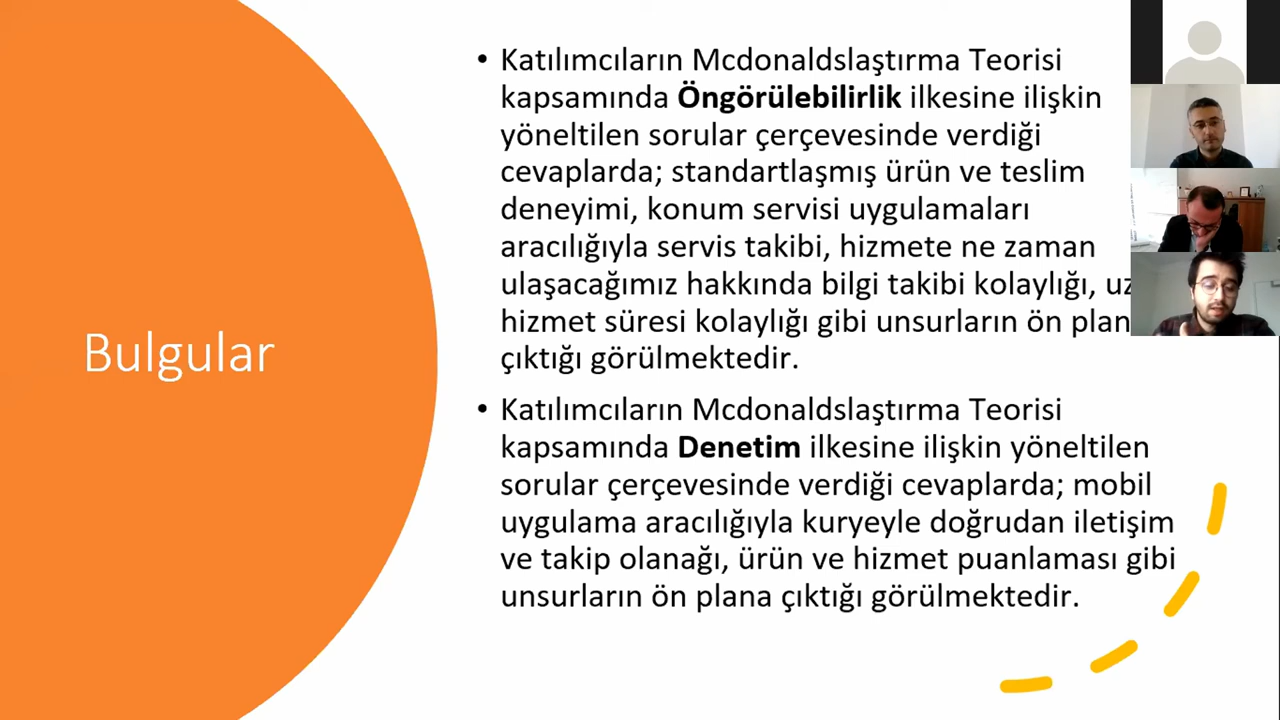 Bulgular
• Katılımcıların Mcdonaldslaştırma Teorisi
kapsamında Öngörülebilirlik ilkesine ilişkin
yöneltilen sorular çerçevesinde verdiği
cevaplarda; standartlaşmış ürün ve teslim
deneyimi, konum servisi uygulamaları
aracılığıyla servis takibi, hizmete ne zaman
ulaşacağımız hakkında bilgi takibi kolaylığı,
hizmet süresi kolaylığı gibi unsurların ön
çıktığı görülmektedir.
• Katılımcıların Mcdonaldslaştırma Teorisi
kapsamında Denetim ilkesine ilişkin yöneltilen
sorular çerçevesinde verdiği cevaplarda; mobil
uygulama aracılığıyla kuryeyle doğrudan iletişim
ve takip olanağı, ürün ve hizmet puanlaması gibi
unsurların ön plana çıktığı görülmektedir.